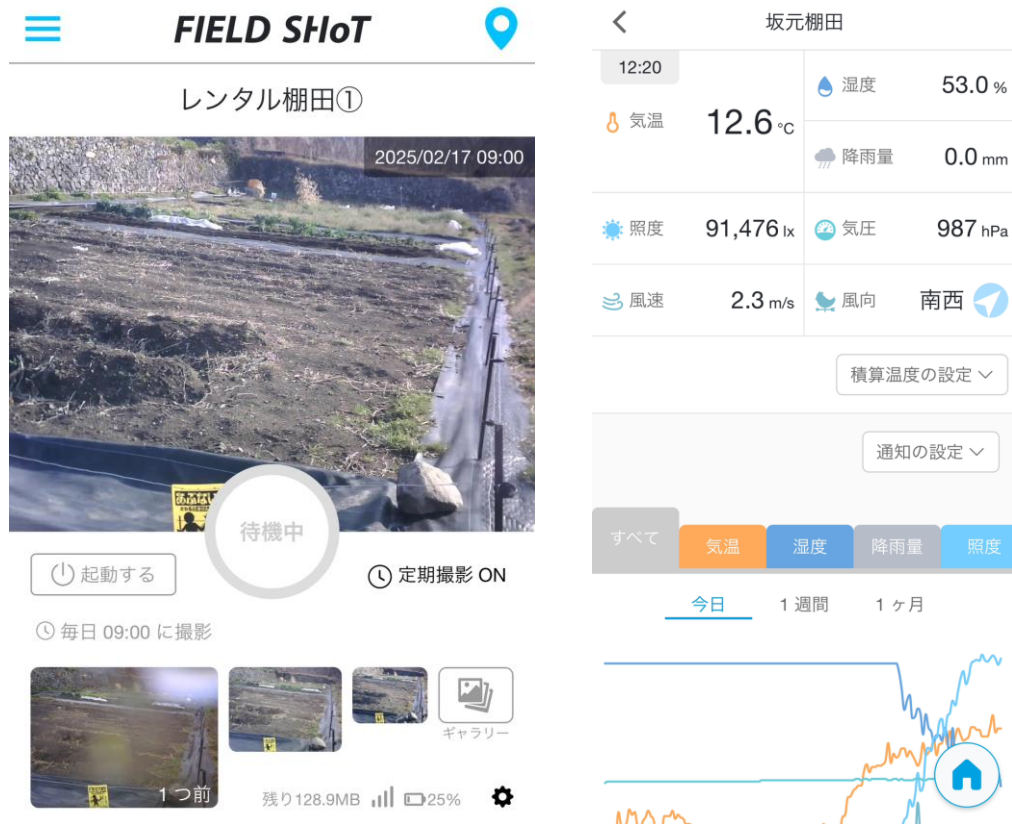 FIELD SHoT
レンタル棚田①
2025/02/17 09:00
あぶない
待機中
起動する
定期撮影 ON
毎日 09:00 に撮影
1つ前
ギャラリー
残り128.9MB
25%
坂元棚田
12:20
気温
12.6 °C
湿度
53.0 %
降雨量
0.0 mm
照度
91,476 lx
気圧
987 hPa
風速
2.3 m/s
風向
南西
積算温度の設定
通知の設定
すべて
気温
湿度
降雨量
照度
今日
1 週間
1 ヶ月